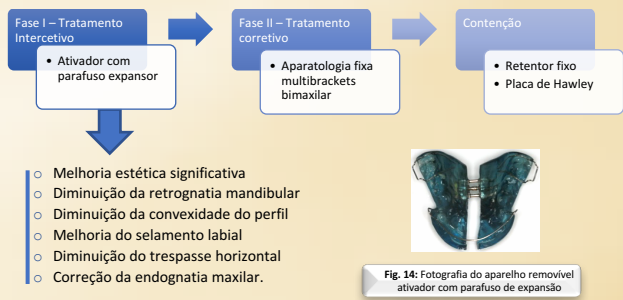 Fase I – Tratamento
Intercetivo
• Ativador com
parafuso expansor
Fase II – Tratamento
corretivo
• Aparatologia fixa
multibrackets
bimaxilar
Contenção
• Retentor fixo
• Placa de Hawley
o Melhoria estética significativa
o Diminuição da retrognatia mandibular
o Diminuição da convexidade do perfil
o Melhoria do selamento labial
o Diminuição do trespasse horizontal
o Correção da endognatia maxilar.
Fig. 14: Fotografia do aparelho removível
ativador com parafuso de expansão